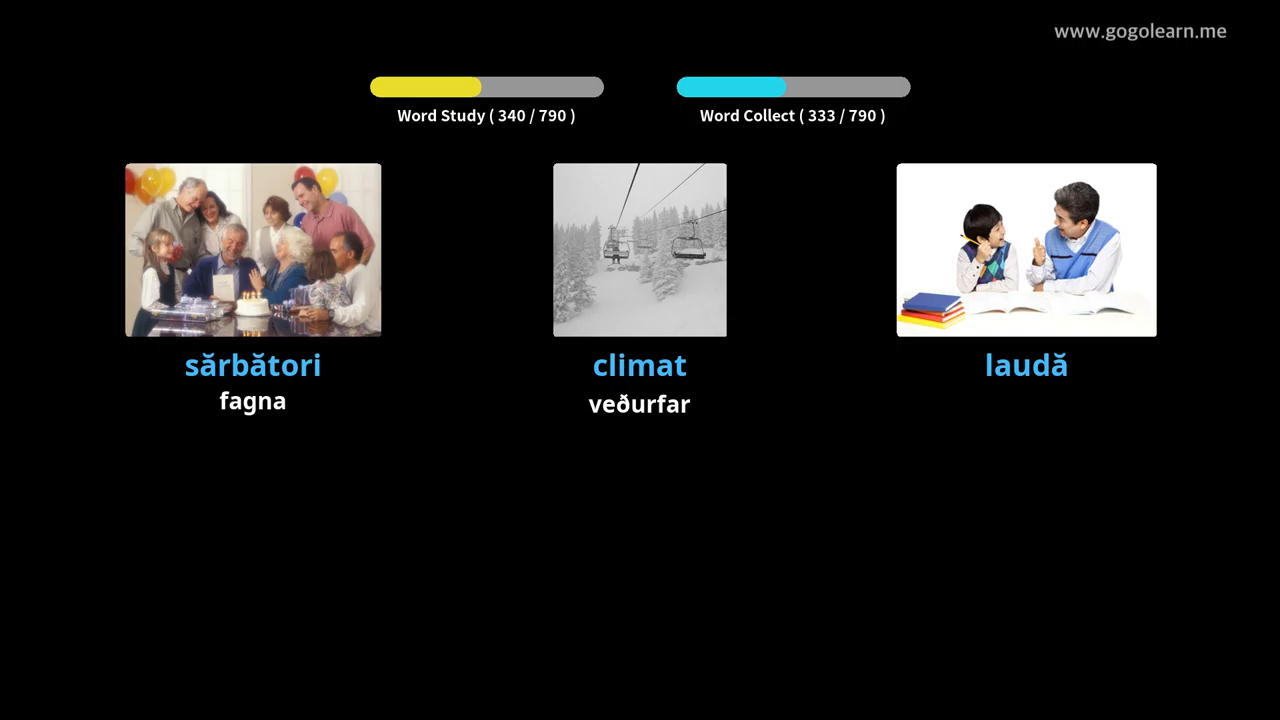 www.gogolearn.me
Word Study ( 340 / 790 )
Word Collect ( 333 / 790 )
sărbători
fagna
climat
veðurfar
laudă